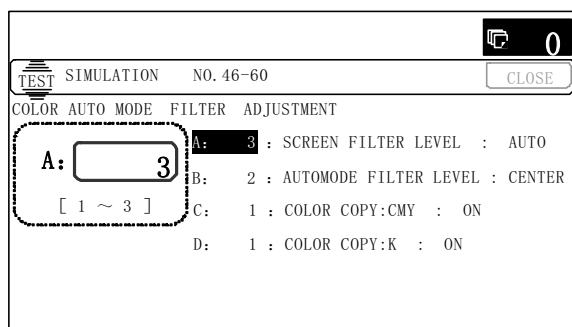 0
TEST SIMULATION NO.46-60 CLOSE
COLOR AUTO MODE FILTER ADJUSTMENT
A: 3
[ 1 ~ 3 ]
A: 3 : SCREEN FILTER LEVEL : AUTO
B: 2 : AUTOMODE FILTER LEVEL : CENTER
C: 1 : COLOR COPY:CMY : ON
D: 1 : COLOR COPY:K : ON